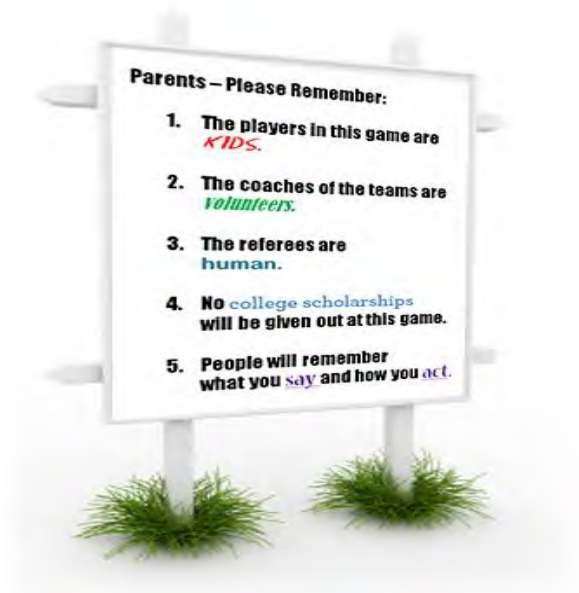 Parents – Please Remember:
1. The players in this game are
KIDS.
2. The coaches of the teams are
volunteers.
3. The referees are
human.
4. No college scholarships
will be given out at this game.
5. People will remember
what you say and how you act.